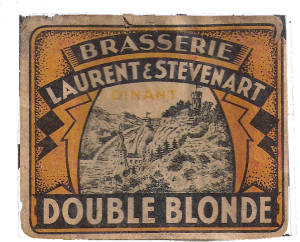 BRASSERIE
LAURENT & STEVENART
DINANT
DOUBLE BLONDE